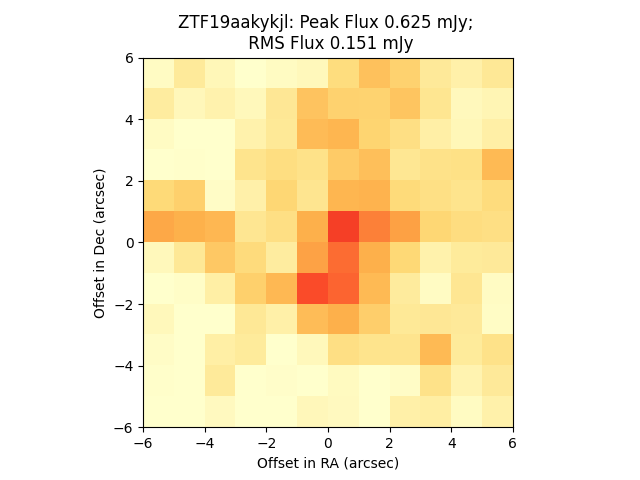 ZTF19aakykjl: Peak Flux 0.625 mJy;
RMS Flux 0.151 mJy
6
4
2
0
−2
−4
−6
Offset in Dec (arcsec)
−6 −4 −2 0 2 4 6
Offset in RA (arcsec)